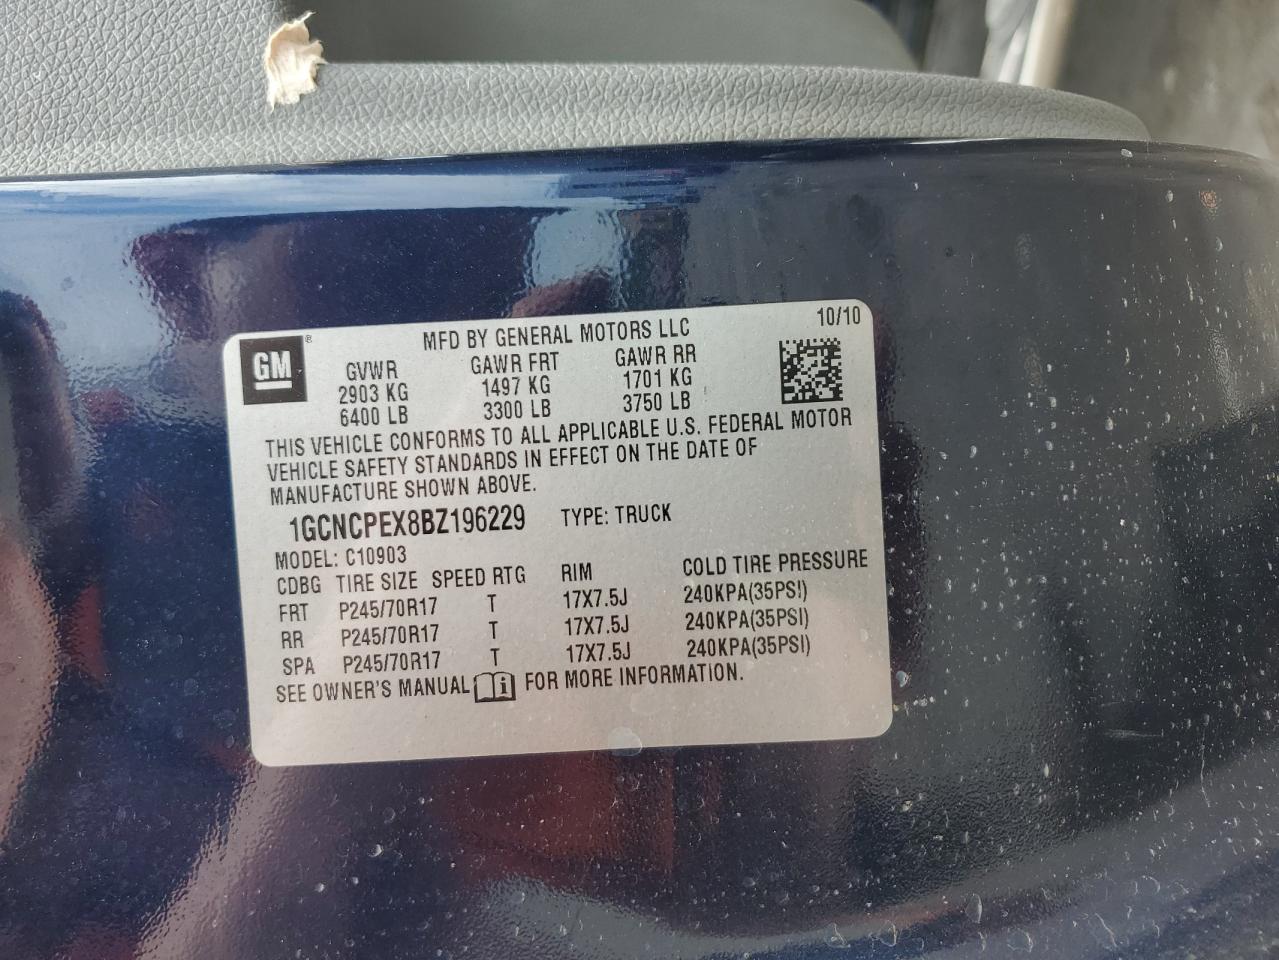 10/10
GM ®
MFD BY GENERAL MOTORS LLC
GVWR GAWR FRT GAWR RR
2903 KG 1497 KG 1701 KG
6400 LB 3300 LB 3750 LB
THIS VEHICLE CONFORMS TO ALL APPLICABLE U.S. FEDERAL MOTOR
VEHICLE SAFETY STANDARDS IN EFFECT ON THE DATE OF
MANUFACTURE SHOWN ABOVE.
1GCNCPEX8BZ196229 TYPE: TRUCK
MODEL: C10903
CDBG TIRE SIZE SPEED RTG RIM COLD TIRE PRESSURE
FRT P245/70R17 T 17X7.5J 240KPA(35PSI)
RR P245/70R17 T 17X7.5J 240KPA(35PSI)
SPA P245/70R17 T 17X7.5J 240KPA(35PSI)
SEE OWNER'S MANUAL i FOR MORE INFORMATION.